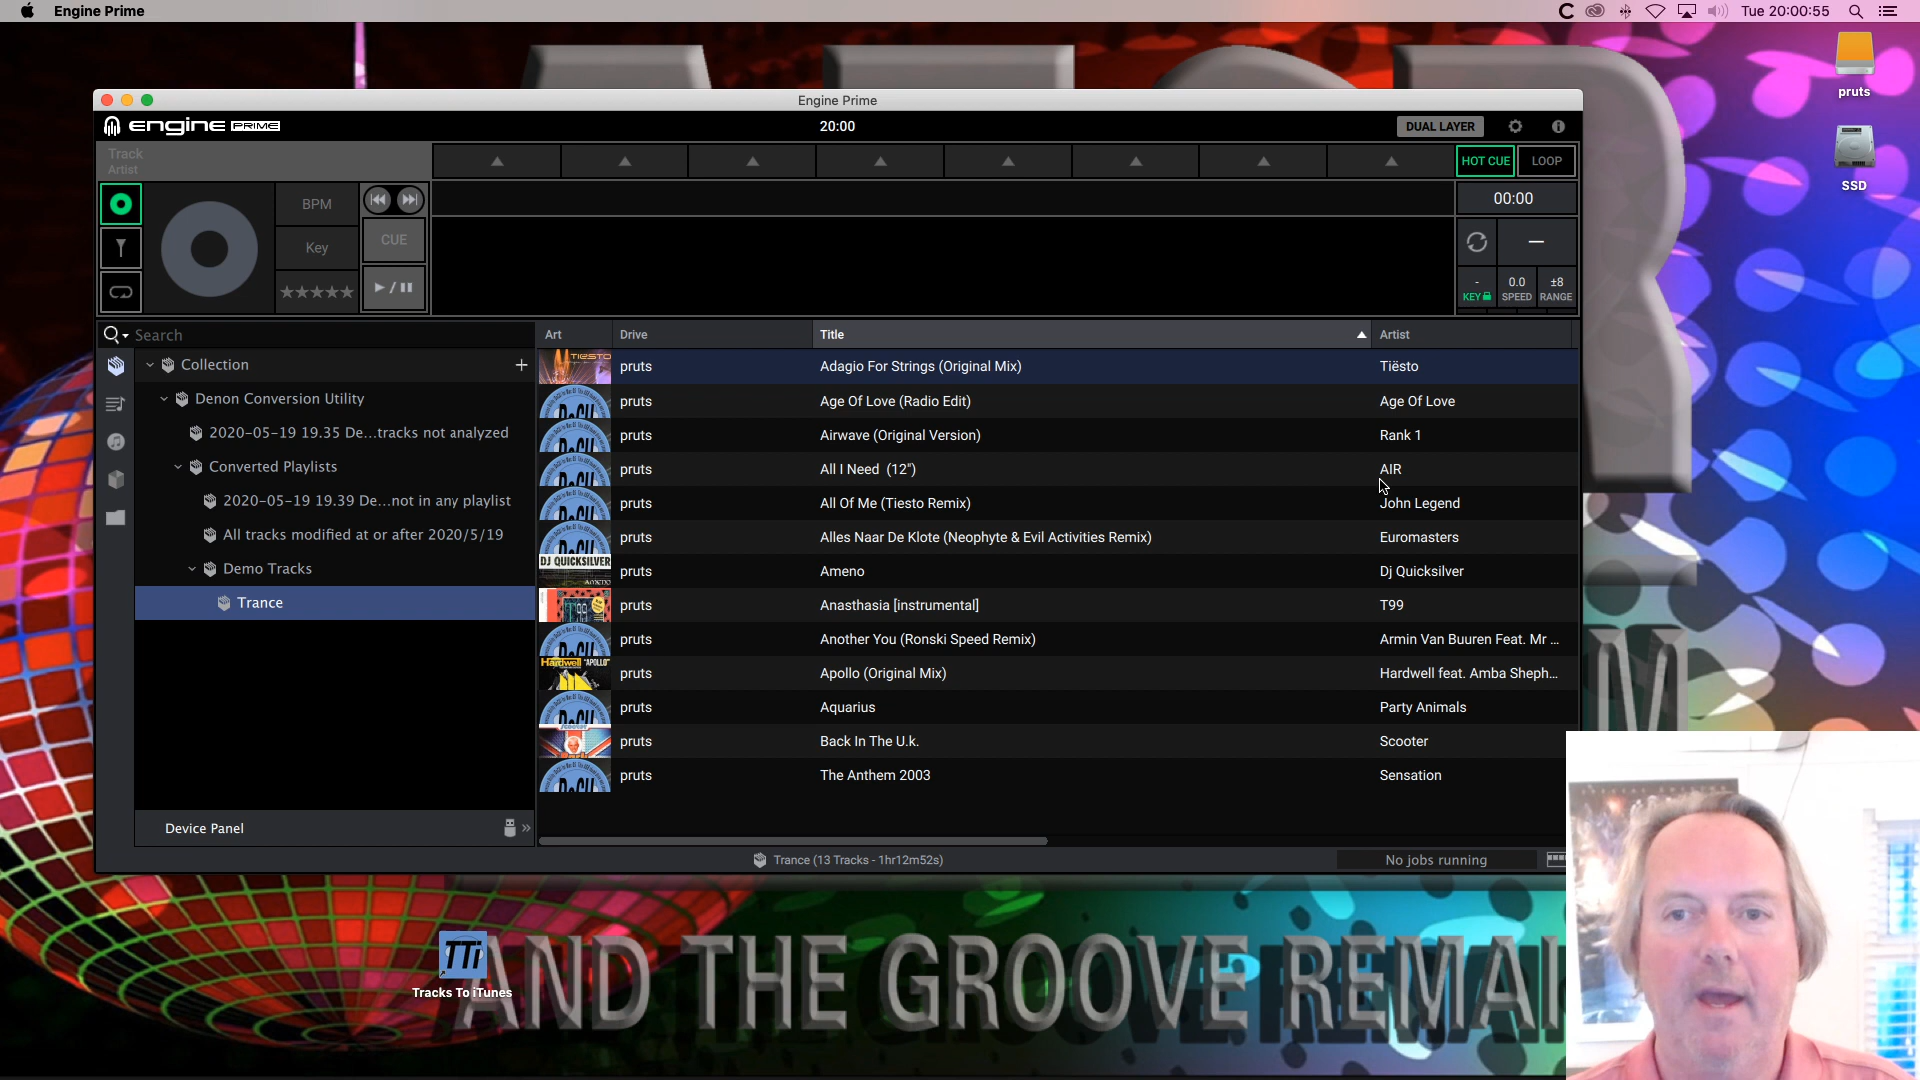 Engine Prime
Tue 20:00:55
pruts
SSD
Engine Prime
engine PRIME
20:00
DUAL LAYER
Track
Artist
HOT CUE
LOOP
BPM
Key
CUE
00:00
-
0.0
±8
KEY
SPEED
RANGE
Search
Collection
Denon Conversion Utility
2020-05-19 19.35 De...tracks not analyzed
Converted Playlists
2020-05-19 19.39 De...not in any playlist
All tracks modified at or after 2020/5/19
Demo Tracks
Trance
Device Panel
Art Drive Title Artist
TIESTO pruts Adagio For Strings (Original Mix) Tiësto
pruts Age Of Love (Radio Edit) Age Of Love
pruts Airwave (Original Version) Rank 1
pruts All I Need (12") AIR
pruts All Of Me (Tiesto Remix) John Legend
pruts Alles Naar De Klote (Neophyte & Evil Activities Remix) Euromasters
DJ QUICKSILVER pruts Ameno Dj Quicksilver
T99 pruts Anasthasia [instrumental] T99
pruts Another You (Ronski Speed Remix) Armin Van Buuren Feat. Mr ...
Hardwell "APOLLO" pruts Apollo (Original Mix) Hardwell feat. Amba Sheph...
pruts Aquarius Party Animals
pruts Back In The U.k. Scooter
pruts The Anthem 2003 Sensation
Trance (13 Tracks - 1hr12m52s)
No jobs running
TTi
Tracks To iTunes
AND THE GROOVE REMAI